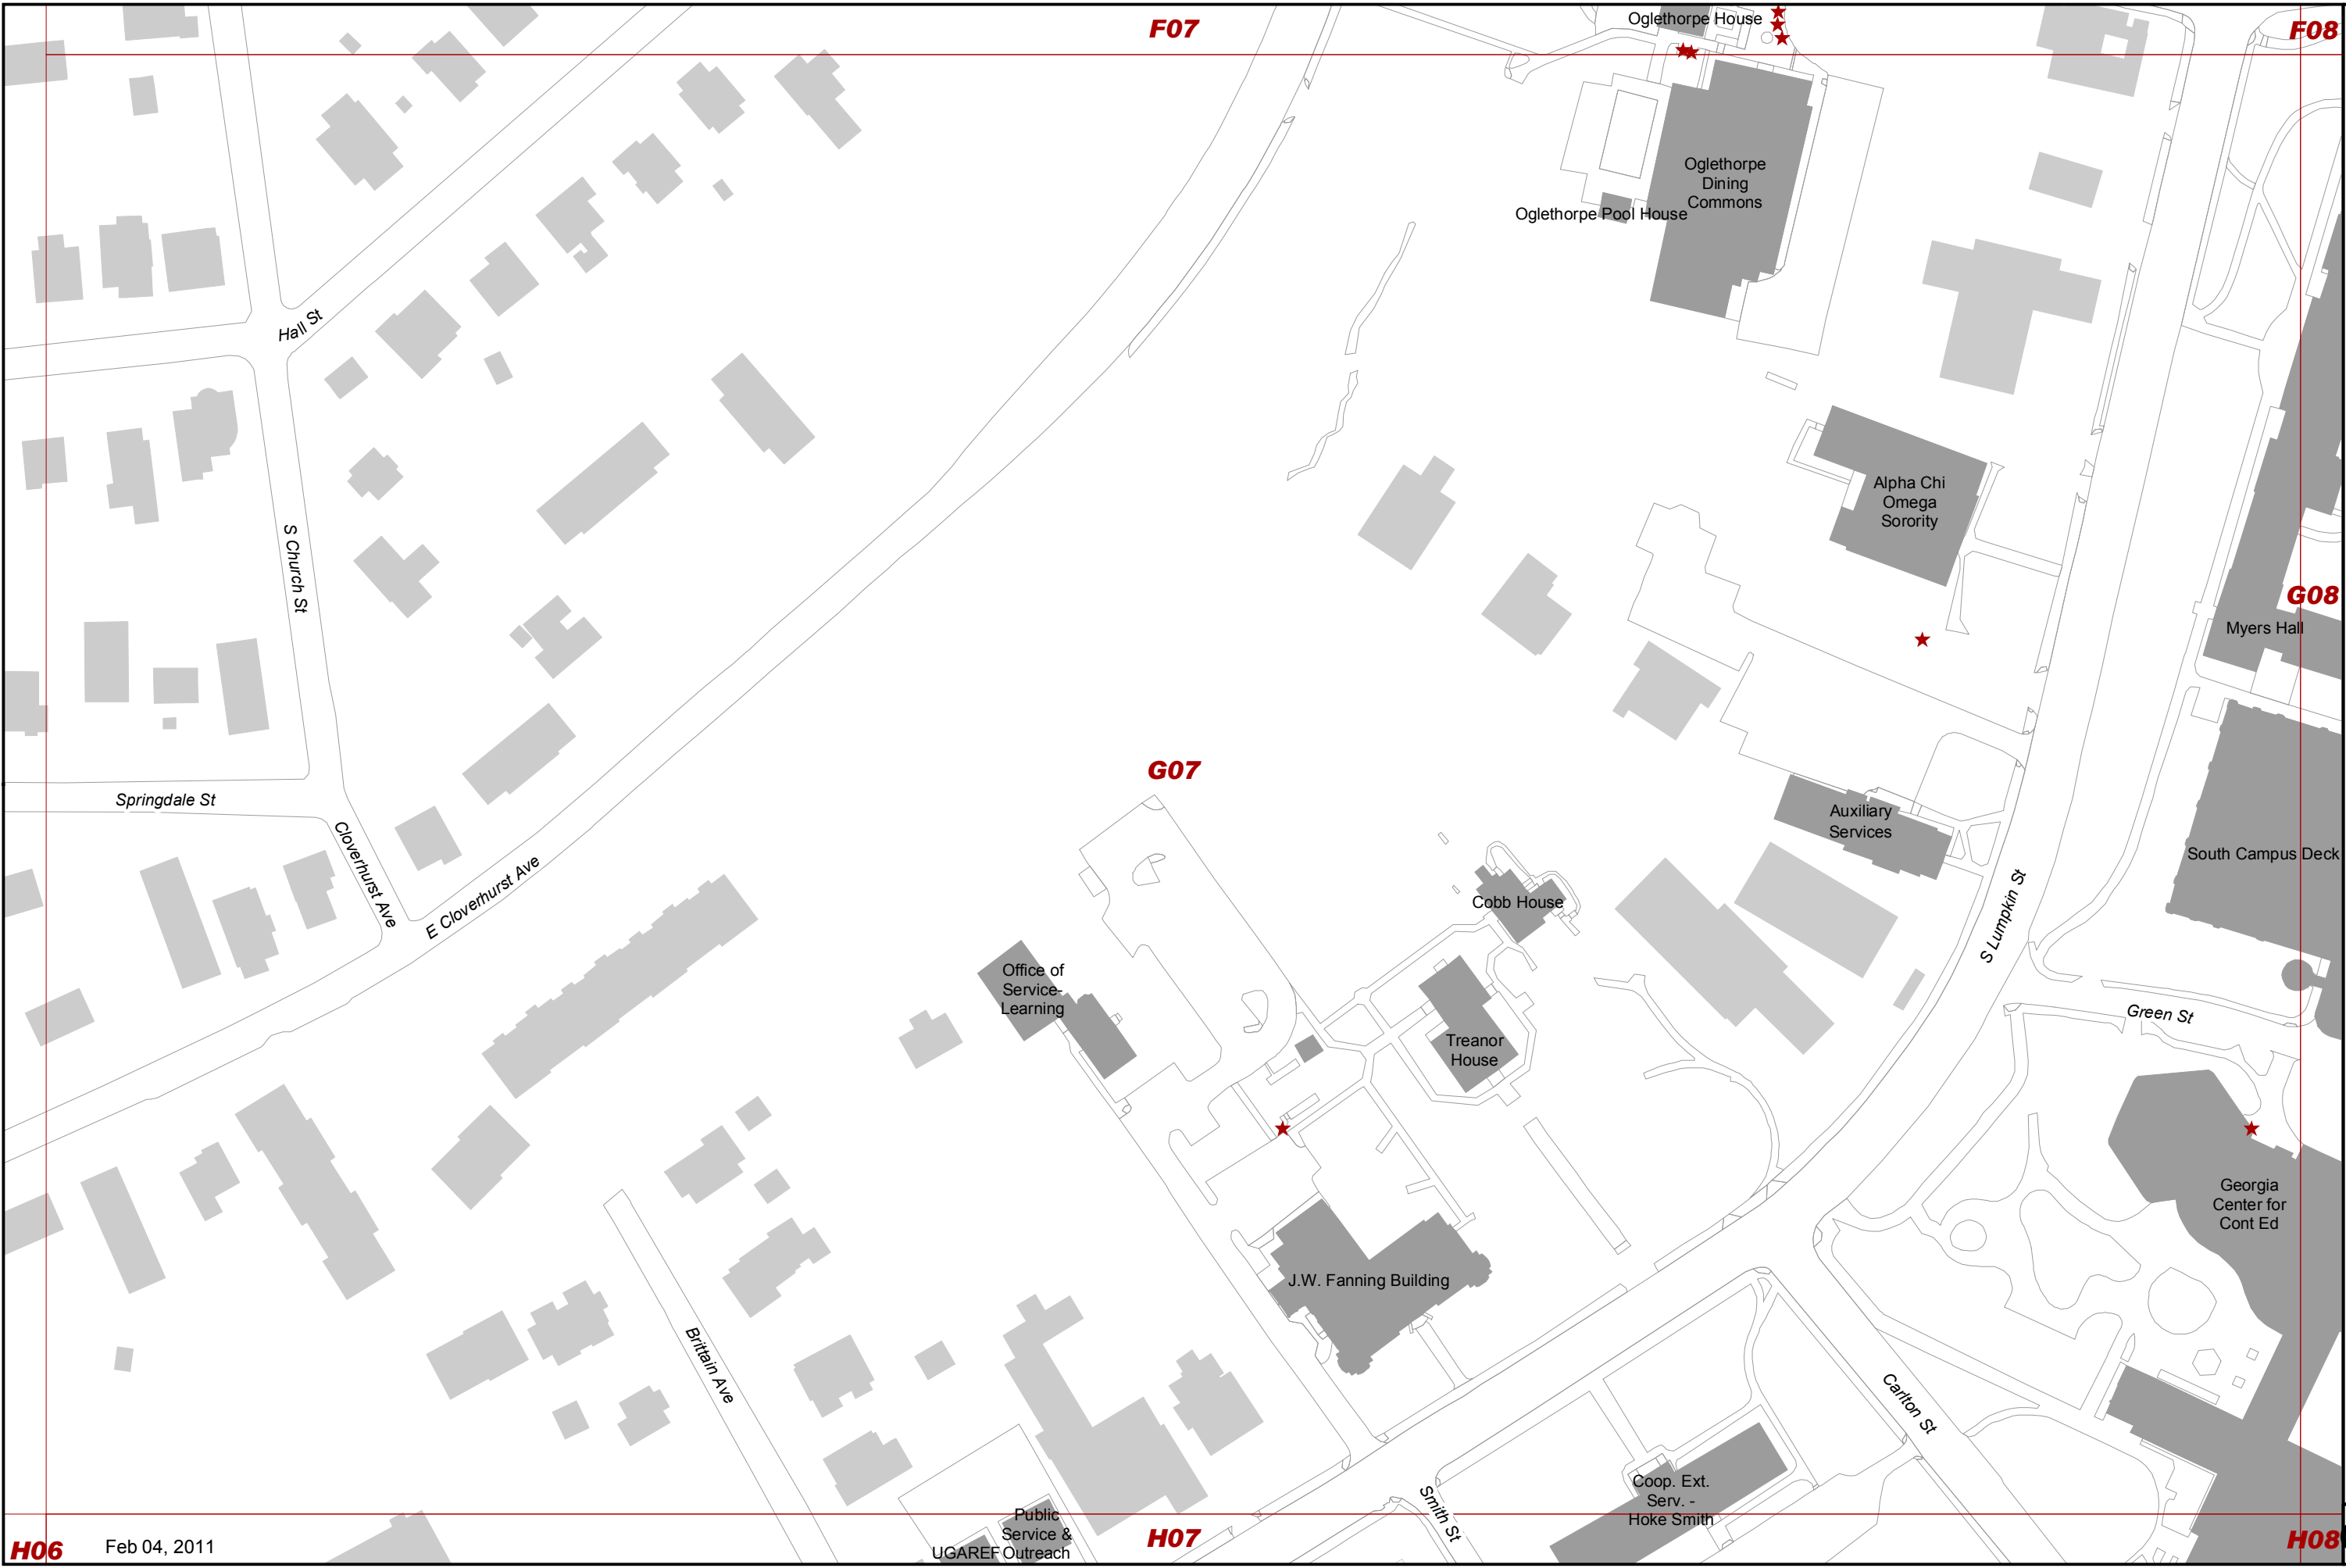 F07
Oglethorpe House
F08
Oglethorpe
Dining
Commons
Oglethorpe Pool House
Hall St
Alpha Chi
Omega
Sorority
S Church St
G08
Myers Hall
G07
Springdale St
Cloverhurst Ave
E Cloverhurst Ave
Auxiliary
Services
South Campus Deck
Cobb House
S Lumpkin St
Office of
Service-
Learning
Green St
Treanor
House
Georgia
Center for
Cont Ed
J.W. Fanning Building
Brittain Ave
Carlton St
Coop. Ext.
Serv. -
Hoke Smith
Smith St
Public
Service &
UGAREF Outreach
H06
Feb 04, 2011
H07
H08